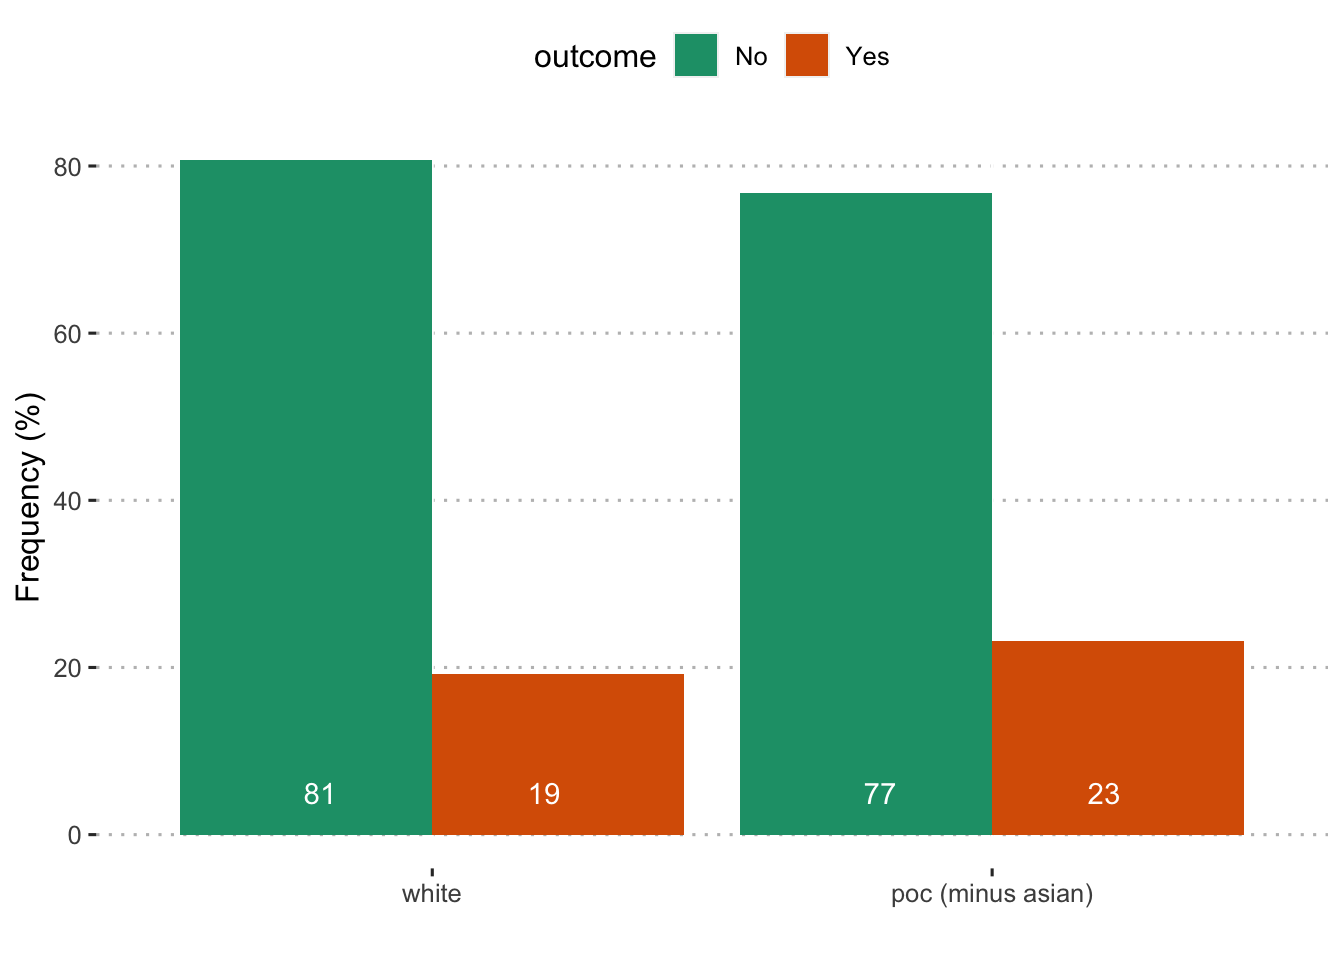 outcome No Yes
80
60
40
20
0
Frequency (%)
81 19 77 23
white poc (minus asian)